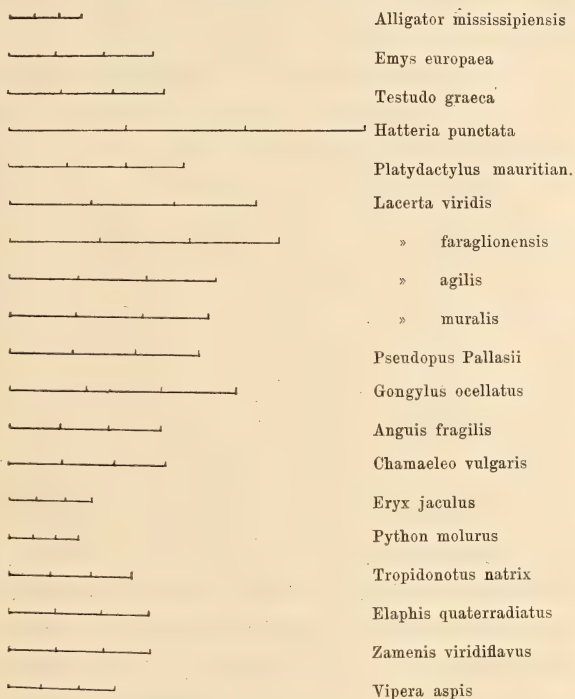 Alligator mississipiensis
Emys europaea
Testudo graeca
Hatteria punctata
Platydactylus mauritian.
Lacerta viridis
» faraglionensis
» agilis
» muralis
Pseudopus Pallasii
Gongylus ocellatus
Anguis fragilis
Chamaeleo vulgaris
Eryx jaculus
Python molurus
Tropidonotus natrix
Elaphis quaterradiatus
Zamenis viridiflavus
Vipera aspis